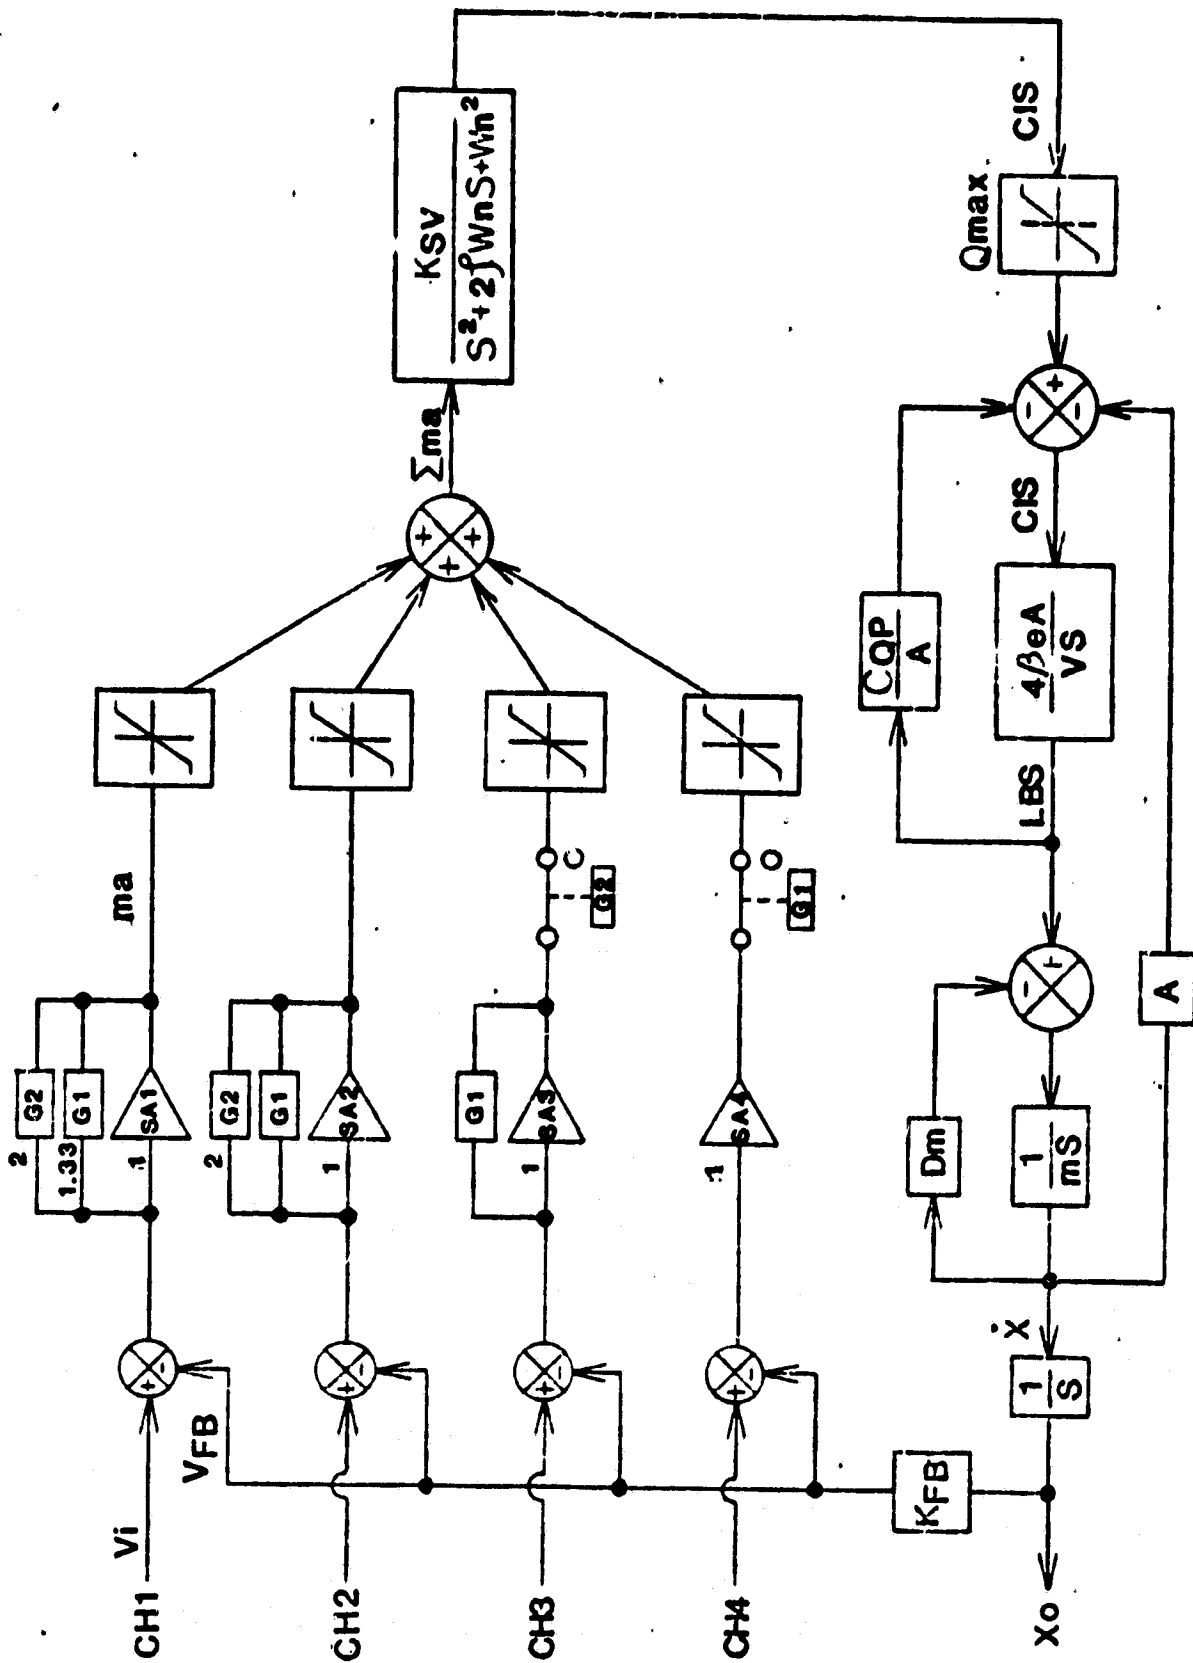 CH1
Vi
VFB
+
-
2
G2
1.33
G1
1
SA1
ma
CH2
+
-
2
G2
G1
1
SA2
CH3
+
-
G1
1
SA3
G2
CH4
+
-
1
SA4
G1
+
+
+
+
Σma
KSV
S²+2ζWnS+Wn²
CIS
Qmax
+
-
-
CQP
A
CIS
4βeA
VS
LBS
+
-
Dm
1
mS
A
Ẋ
1
S
KFB
Xo